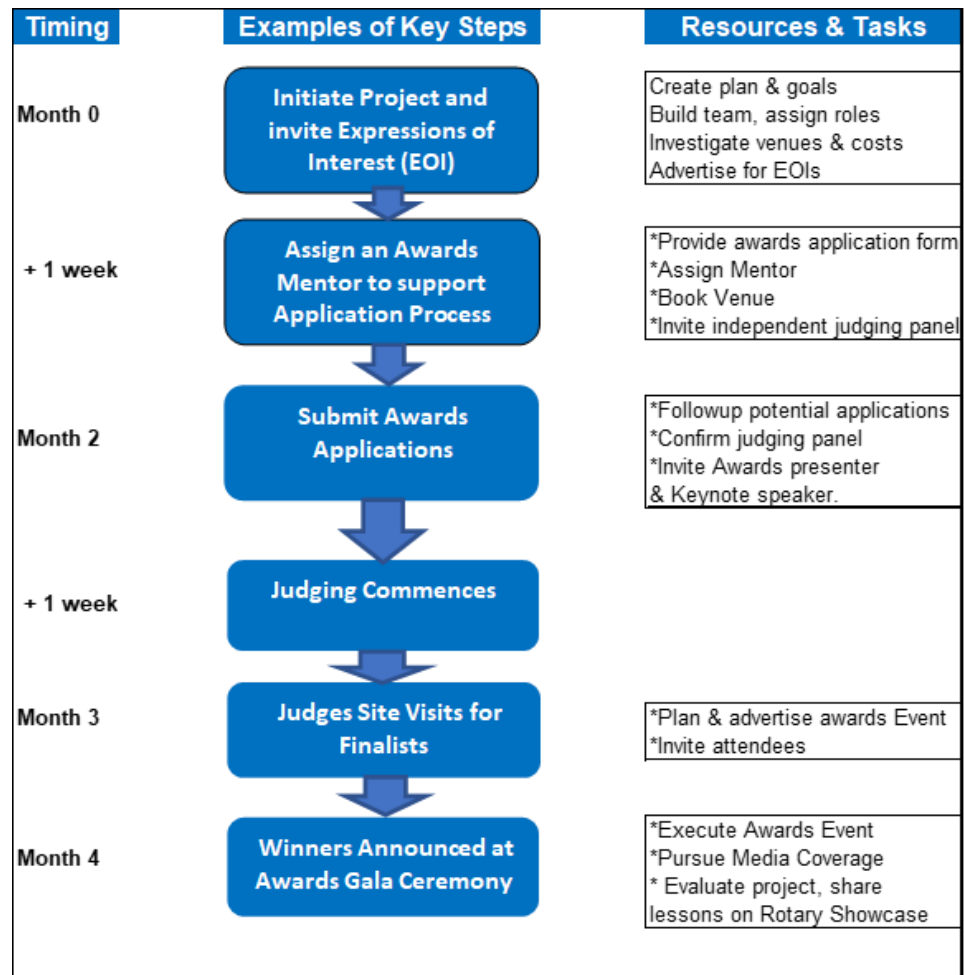 Timing Examples of Key Steps Resources & Tasks
Month 0
Initiate Project and
invite Expressions of
Interest (EOI)
Create plan & goals
Build team, assign roles
Investigate venues & costs
Advertise for EOIs
+ 1 week
Assign an Awards
Mentor to support
Application Process
*Provide awards application form
*Assign Mentor
*Book Venue
*Invite independent judging panel
Month 2
Submit Awards
Applications
*Followup potential applications
*Confirm judging panel
*Invite Awards presenter
& Keynote speaker.
+ 1 week
Judging Commences
Month 3
Judges Site Visits for
Finalists
*Plan & advertise awards Event
*Invite attendees
Month 4
Winners Announced at
Awards Gala Ceremony
*Execute Awards Event
*Pursue Media Coverage
* Evaluate project, share
lessons on Rotary Showcase